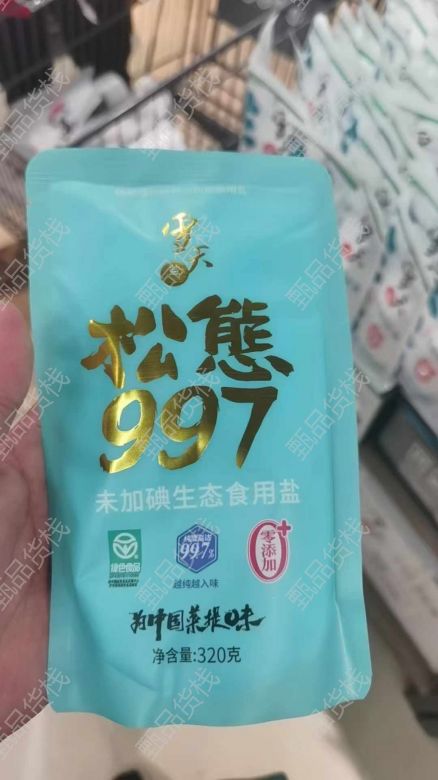 雪天
松態
997
未加碘生态食用盐
绿色食品
纯度高达
99.7%
越纯越入味
零添加
为中国菜提味
净含量:320克
甄品货栈